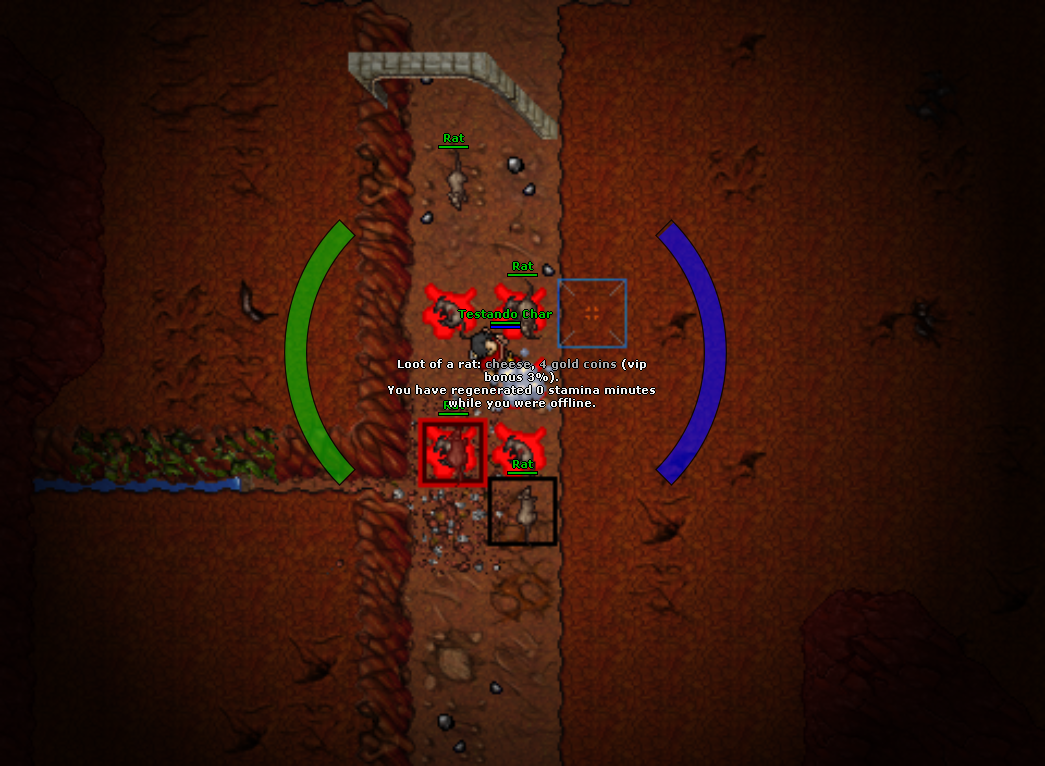 Rat
Rat
Testando Char
Loot of a rat: cheese, 4 gold coins (vip
bonus 3%).
You have regenerated 0 stamina minutes
while you were offline.
Rat